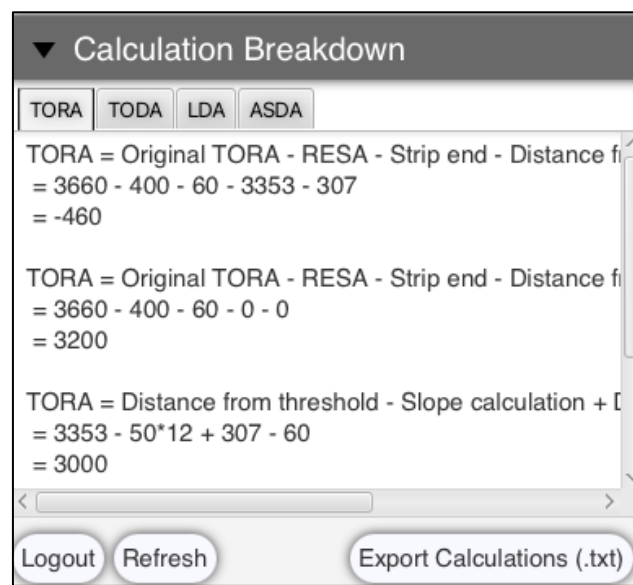 Calculation Breakdown
TORA TODA LDA ASDA
TORA = Original TORA - RESA - Strip end - Distance
= 3660 - 400 - 60 - 3353 - 307
= -460
TORA = Original TORA - RESA - Strip end - Distance
= 3660 - 400 - 60 - 0 - 0
= 3200
TORA = Distance from threshold - Slope calculation +
= 3353 - 50*12 + 307 - 60
= 3000
Logout Refresh Export Calculations (.txt)